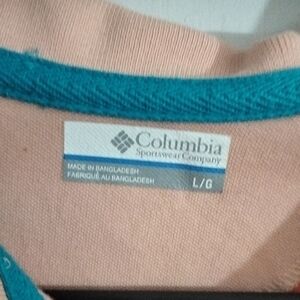 Columbia
Sportswear Company
MADE IN BANGLADESH
FABRIQUÉ AU BANGLADESH
L/G